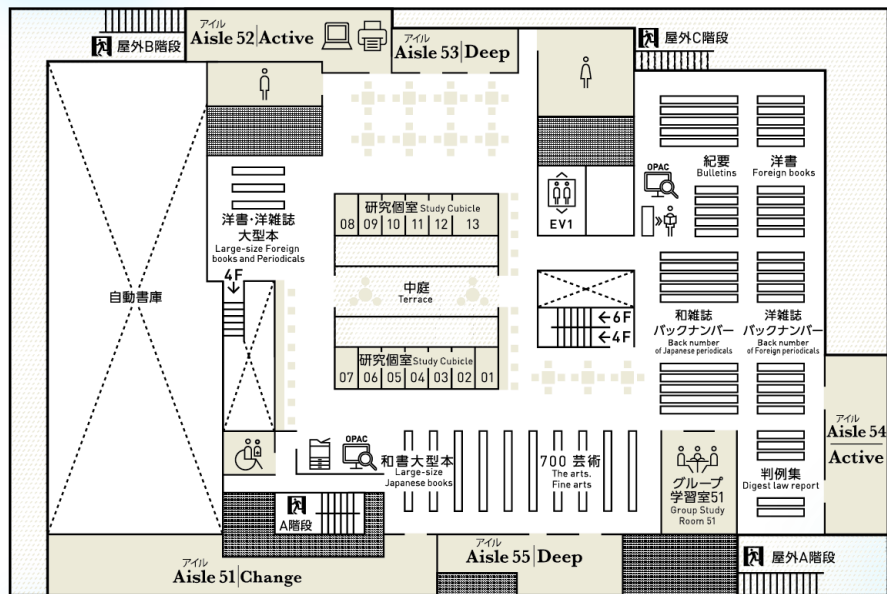 アイル
Aisle 52|Active
アイル
Aisle 53|Deep
屋外B階段
屋外C階段
紀要
Bulletins
洋書
Foreign books
OPAC
EV1
洋書・洋雑誌
大型本
Large-size Foreign
books and Periodicals
4F
研究個室 Study Cubicle
08 09 10 11 12 13
自動書庫
中庭
Terrace
←6F
←4F
和雑誌
バックナンバー
Back number
of Japanese periodicals
洋雑誌
バックナンバー
Back number
of Foreign periodicals
研究個室 Study Cubicle
07 06 05 04 03 02 01
アイル
Aisle 54
Active
OPAC
和書大型本
Large-size
Japanese books
700 芸術
The arts.
Fine arts
グループ
学習室51
Group Study
Room 51
判例集
Digest law report
A階段
アイル
Aisle 51|Change
アイル
Aisle 55|Deep
屋外A階段